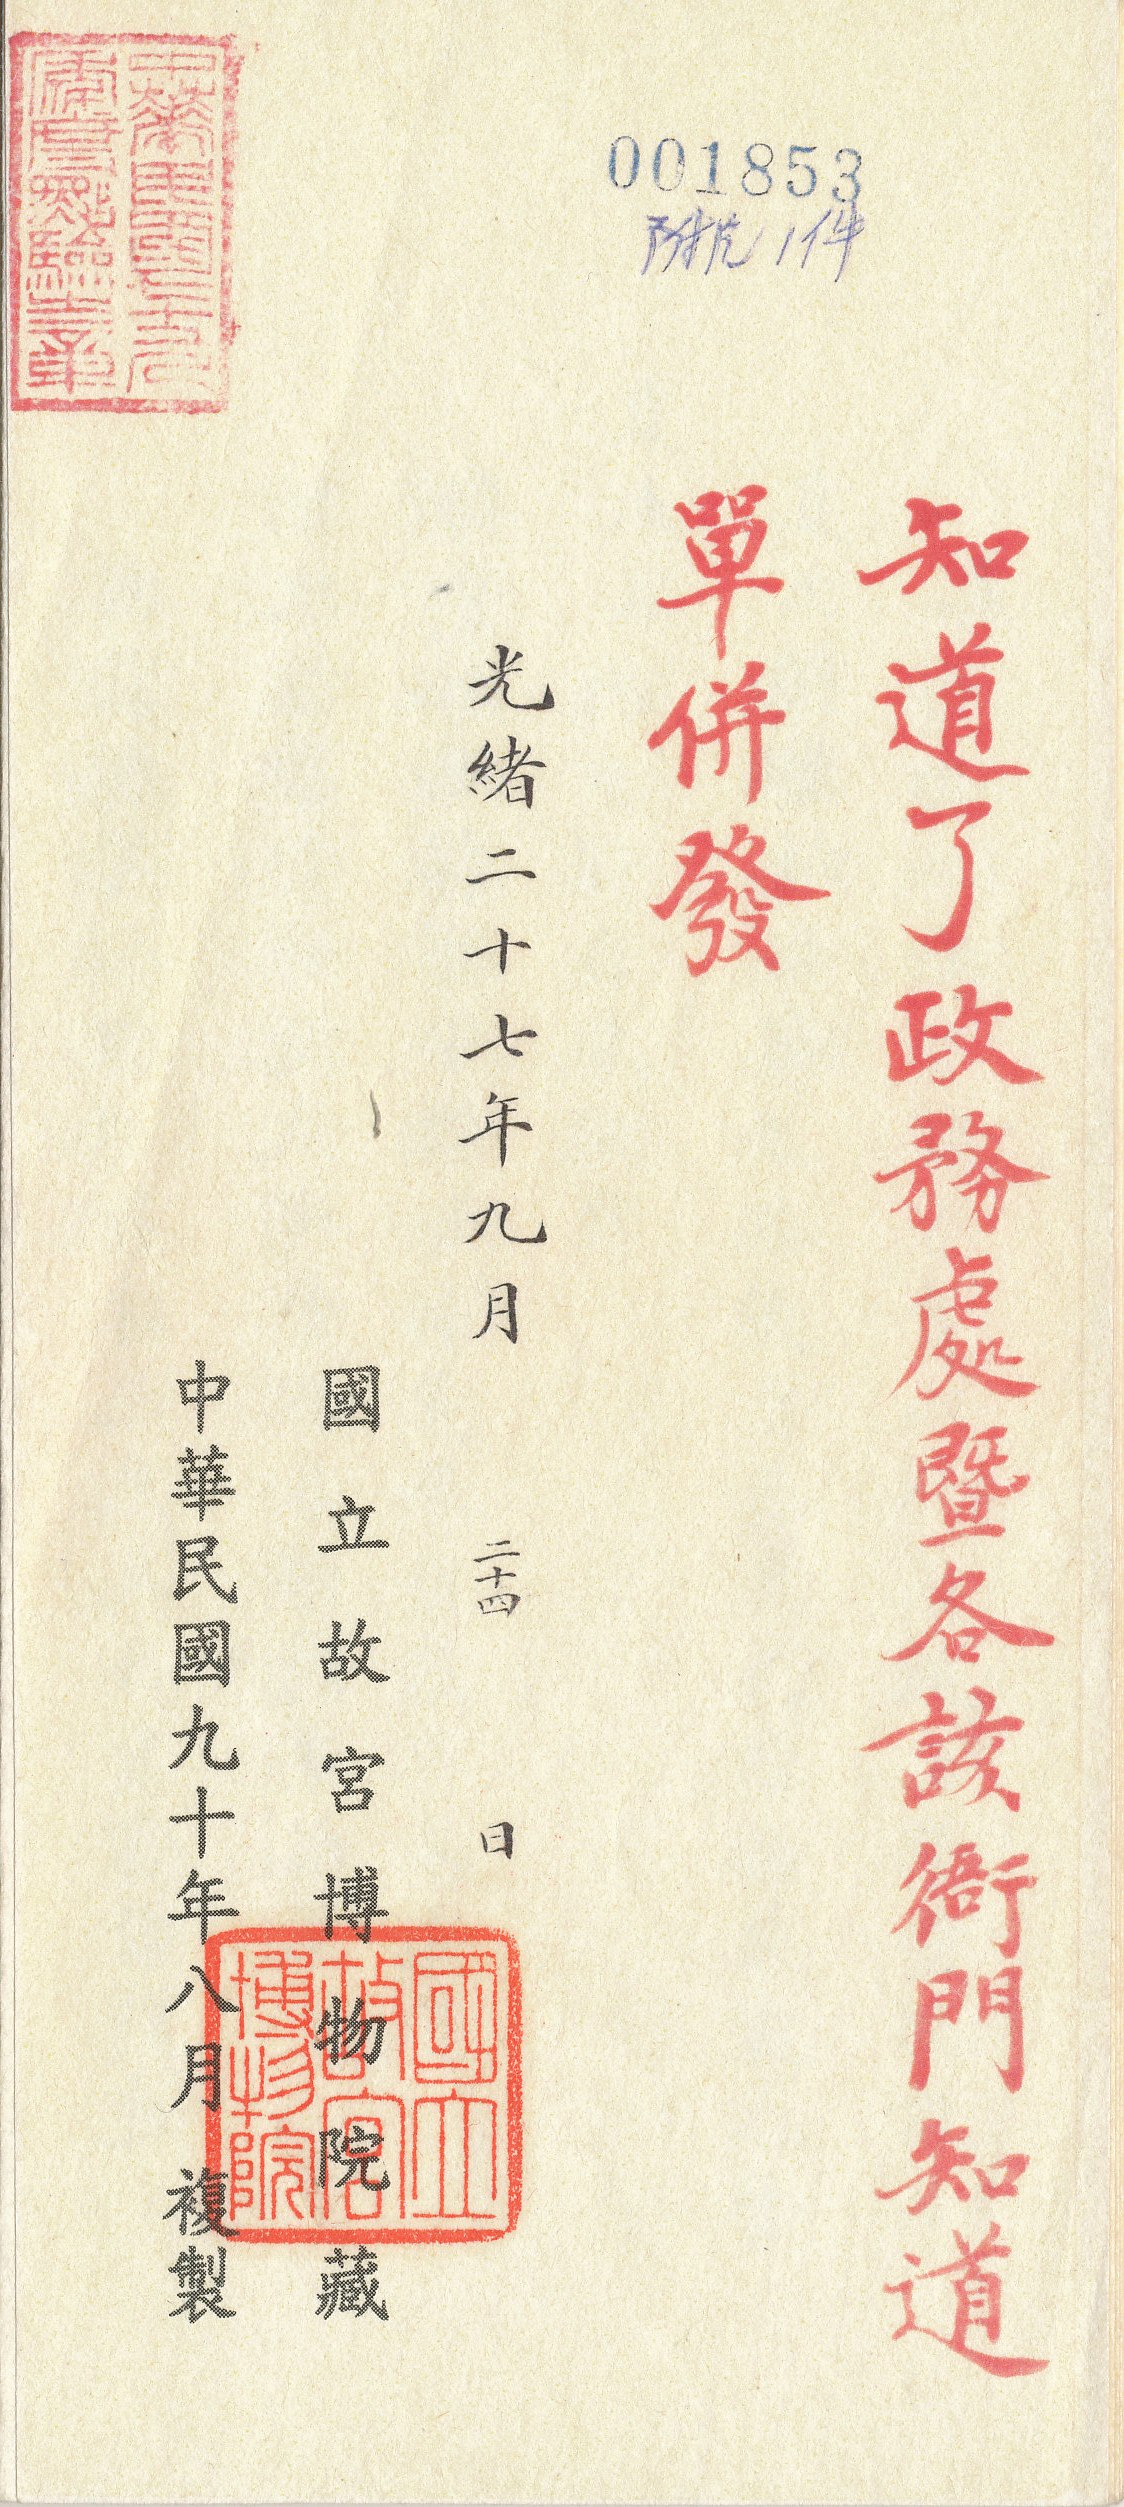 001853
附片1件
知道了政務處暨各該衙門知道
單併發
光緒二十七年九月 二十四 日
國立故宮博物院藏
中華民國九十年八月複製
國立
故宮
博物院